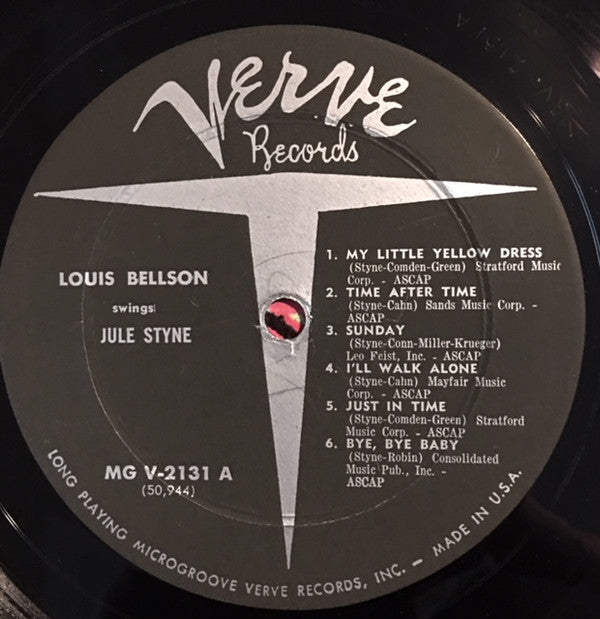 Verve
Records
LOUIS BELLSON
swings
JULE STYNE
MG V-2131 A
(50,944)
1. MY LITTLE YELLOW DRESS
(Styne-Comden-Green) Stratford Music
Corp. - ASCAP
2. TIME AFTER TIME
(Styne-Cahn) Sands Music Corp. -
ASCAP
3. SUNDAY
(Styne-Conn-Miller-Krueger)
Leo Feist, Inc. - ASCAP
4. I'LL WALK ALONE
(Styne-Cahn) Mayfair Music
Corp. - ASCAP
5. JUST IN TIME
(Styne-Comden-Green) Stratford
Music Corp. - ASCAP
6. BYE, BYE BABY
(Styne-Robin) Consolidated
Music Pub., Inc. -
ASCAP
LONG PLAYING MICROGROOVE VERVE RECORDS, INC. - MADE IN U.S.A.